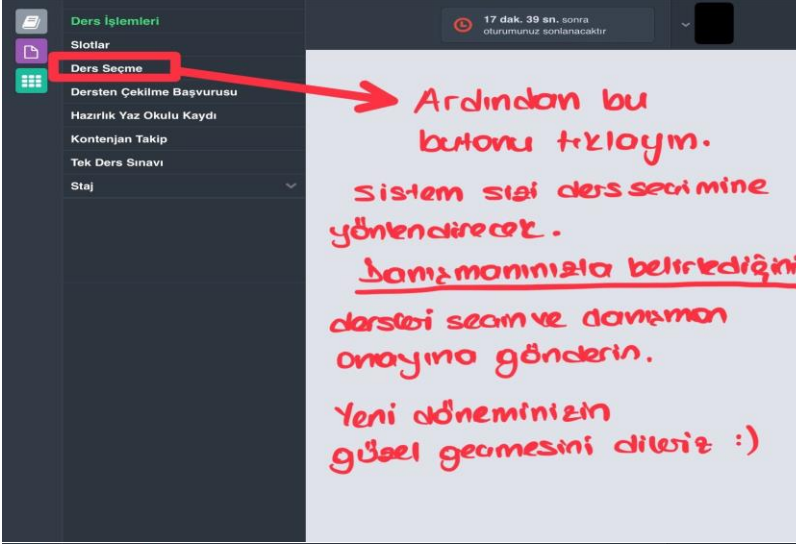 Ders İşlemleri
Slotlar
Ders Seçme
Dersten Çekilme Başvurusu
Hazırlık Yaz Okulu Kaydı
Kontenjan Takip
Tek Ders Sınavı
Staj
17 dak. 39 sn. sonra
oturumunuz sonlanacaktır
Ardından bu
butonu tıklayın.
sistem sizi ders seçimine
yönlendirecek.
Danışmanınızla belirlediğini
dersleri seçin ve danışman
onayına gönderin.
Yeni döneminizin
güzel geçmesini dileriz :)